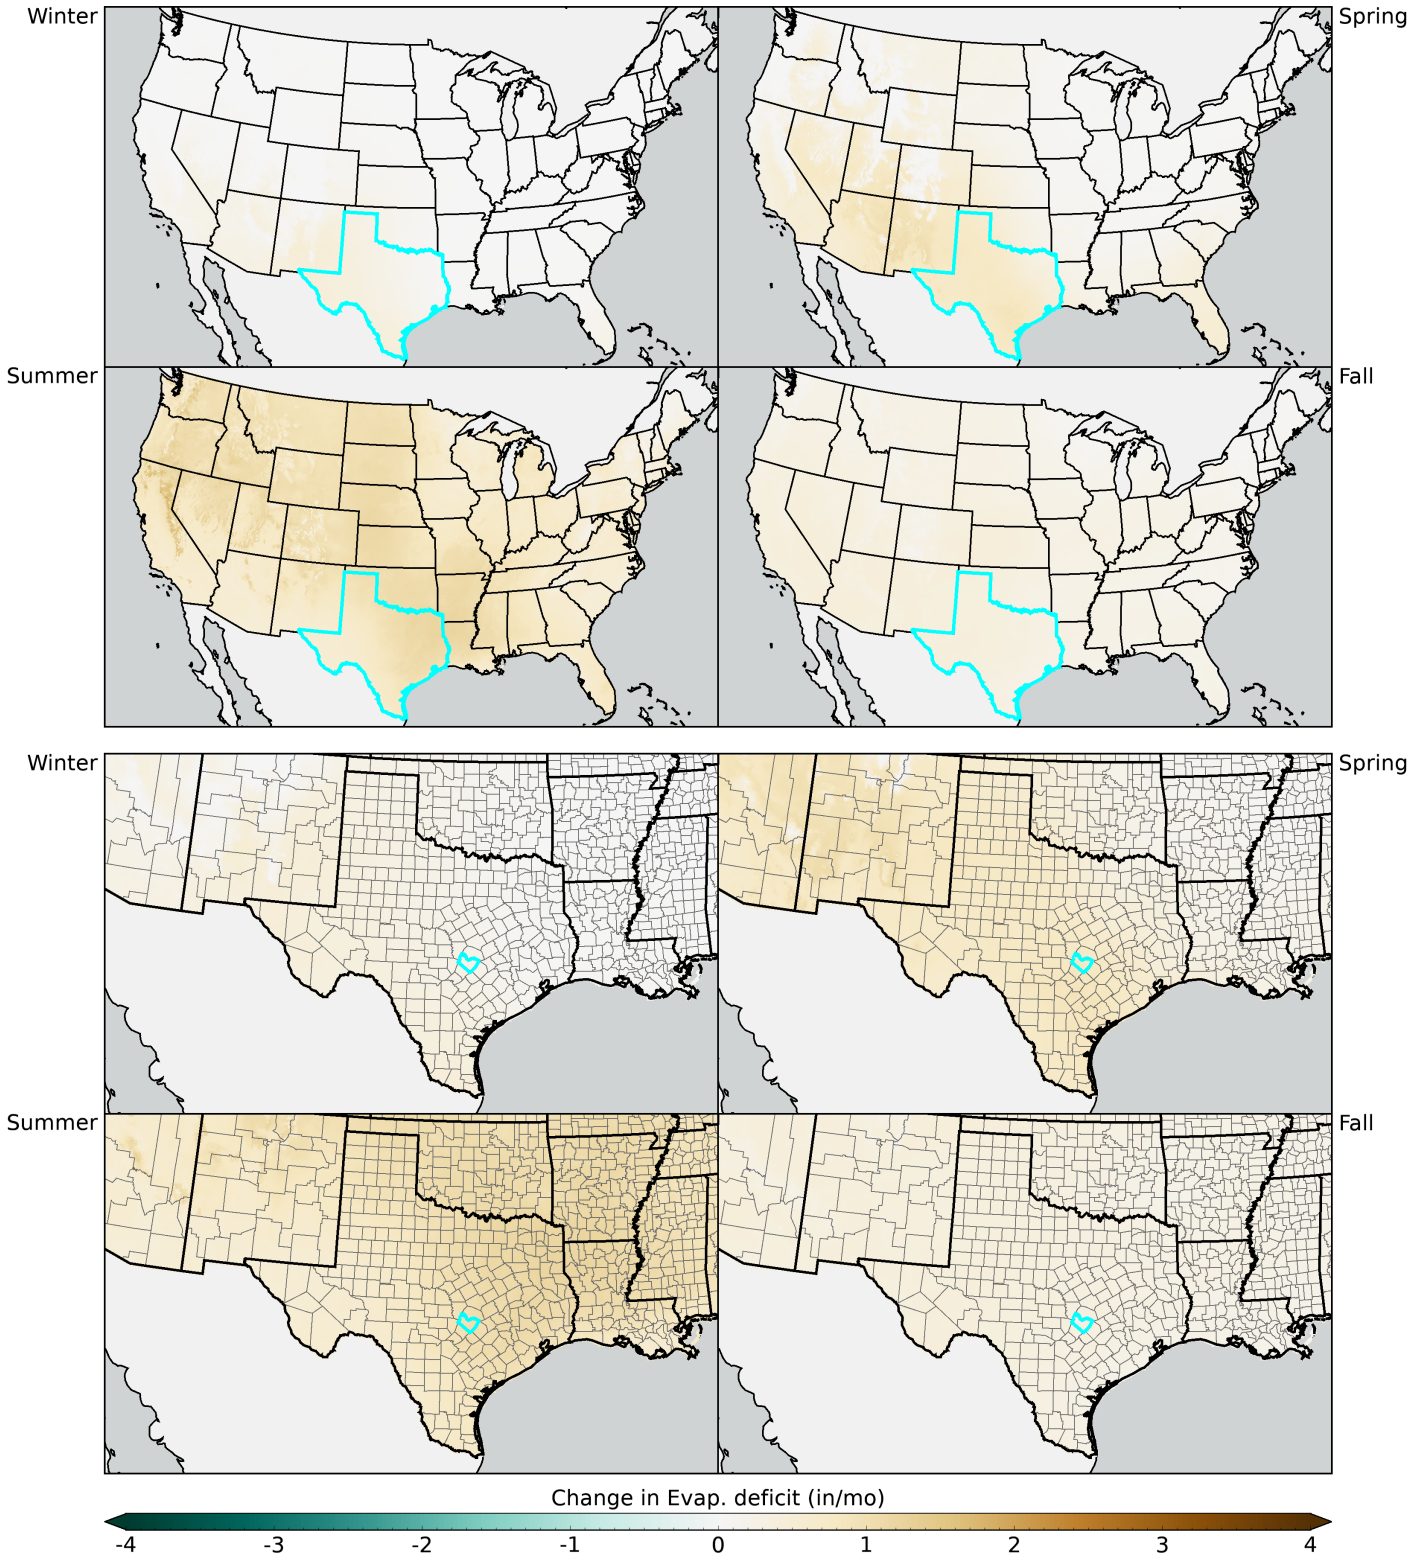 Winter Spring
Summer Fall
Winter Spring
Summer Fall
Change in Evap. deficit (in/mo)
-4 -3 -2 -1 0 1 2 3 4